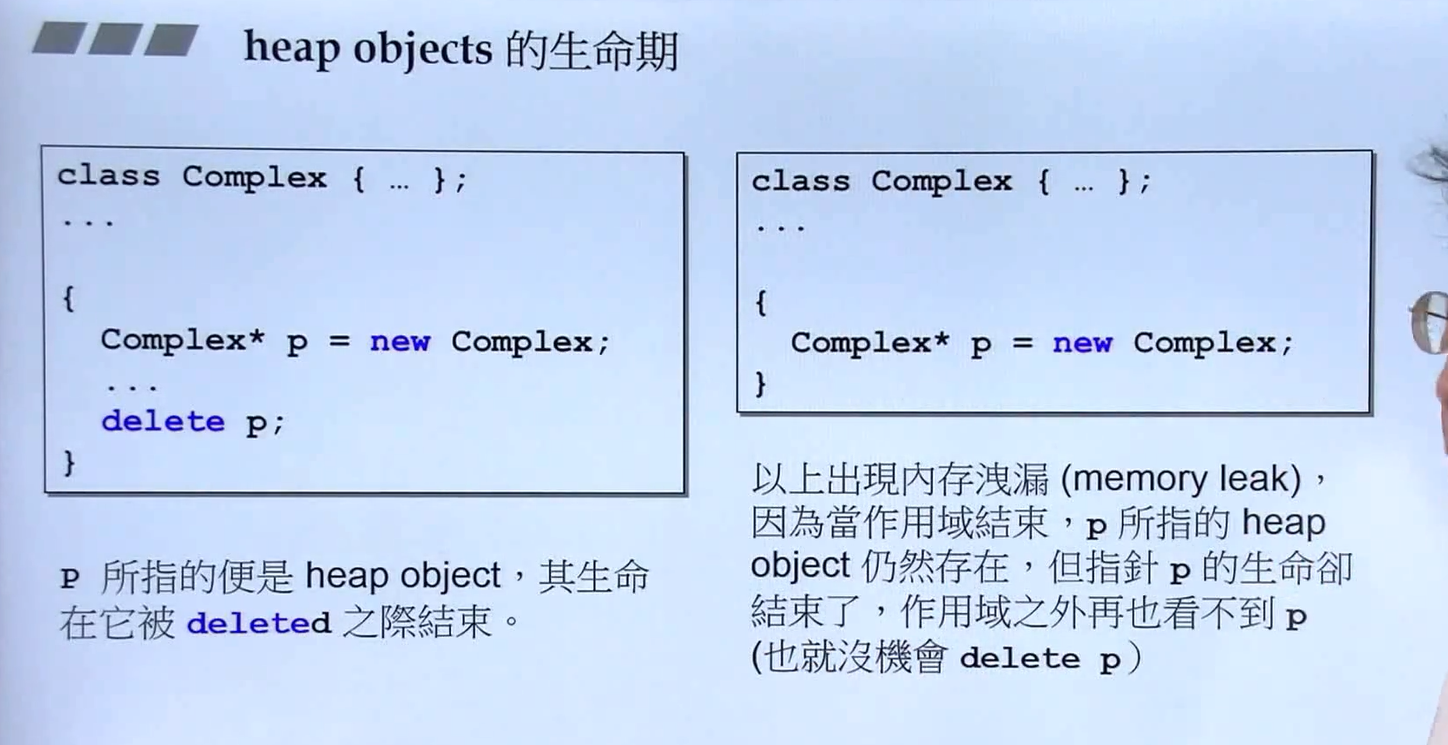 heap objects 的生命期
class Complex { … };
...
{
Complex* p = new Complex;
...
delete p;
}
P 所指的便是 heap object，其生命
在它被 deleted 之際結束。
class Complex { … };
...
{
Complex* p = new Complex;
}
以上出現內存洩漏 (memory leak)，
因為當作用域結束，p 所指的 heap
object 仍然存在，但指針 p 的生命卻
結束了，作用域之外再也看不到 p
(也就沒機會 delete p）